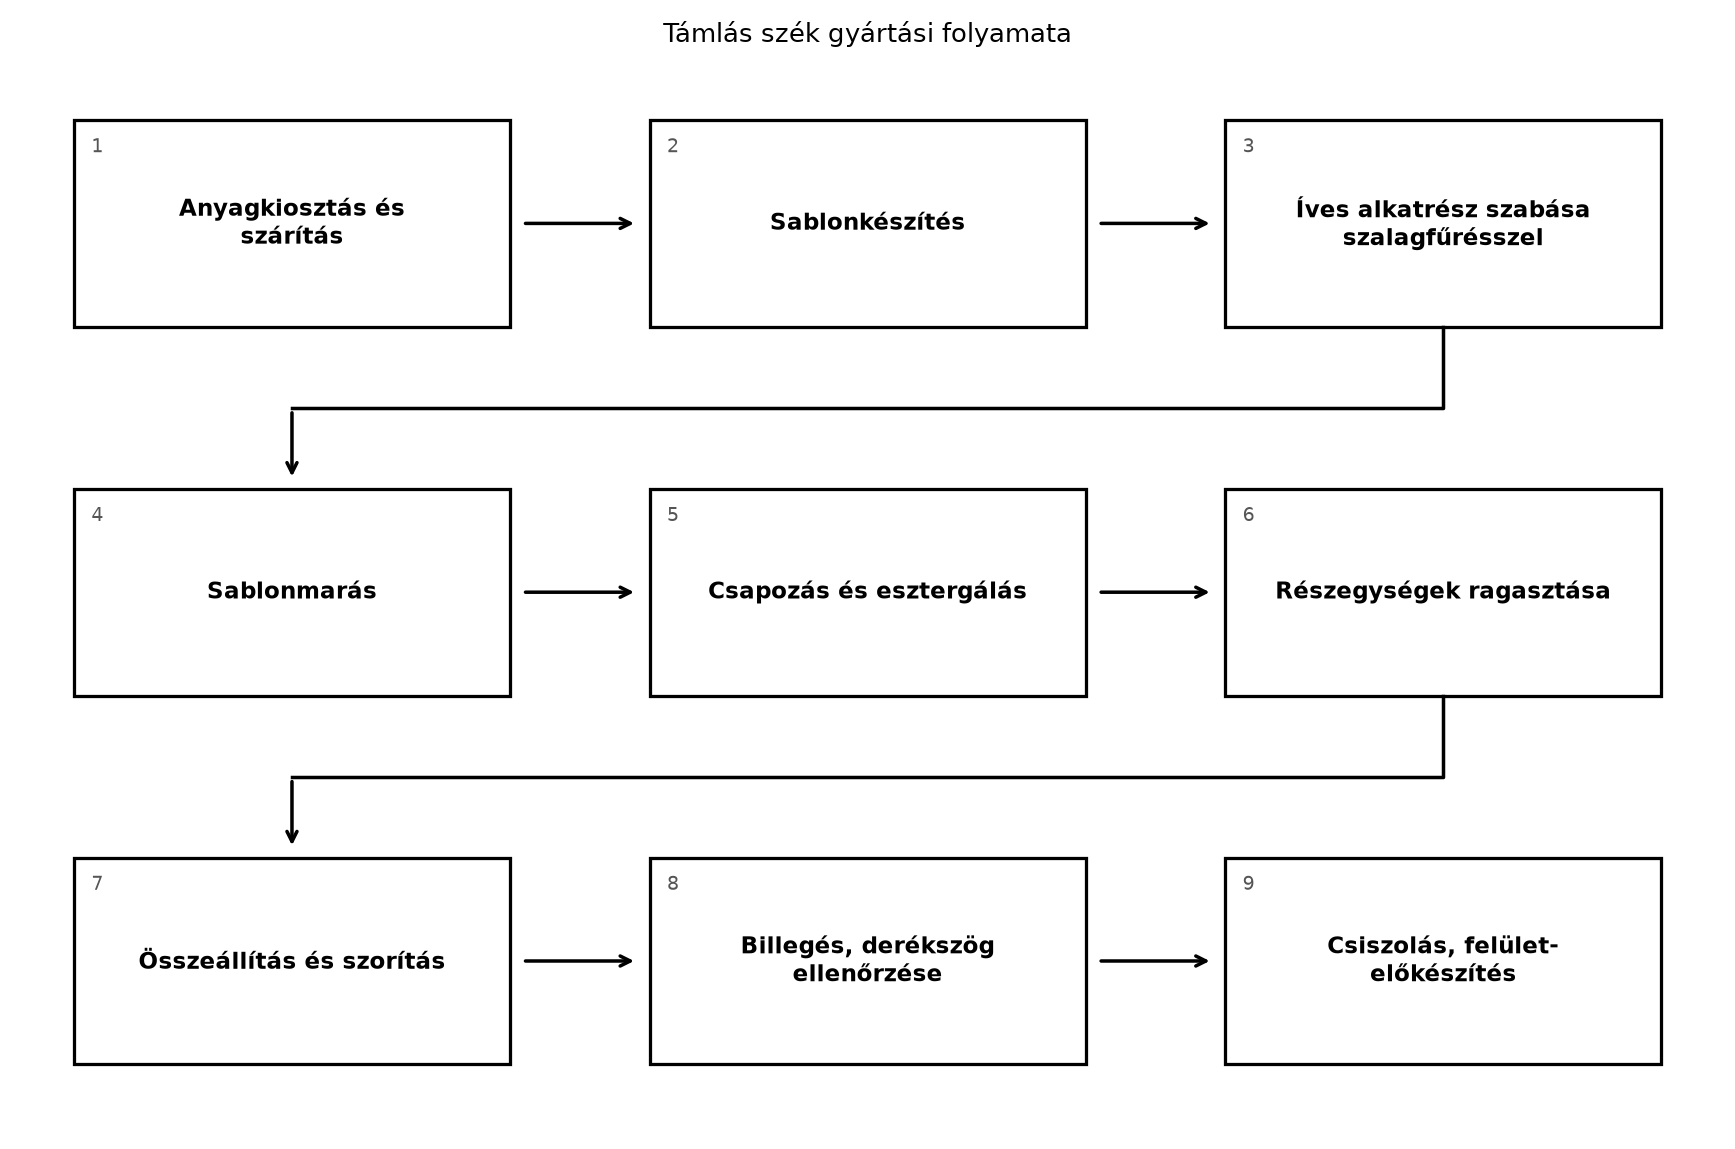 Támlás szék gyártási folyamata
1
Anyagkiosztás és
szárítás
2
Sablonkészítés
3
Íves alkatrész szabása
szalagfűrésszel
4
Sablonmarás
5
Csapozás és esztergálás
6
Részegységek ragasztása
7
Összeállítás és szorítás
8
Billegés, derékszög
ellenőrzése
9
Csiszolás, felület-
előkészítés